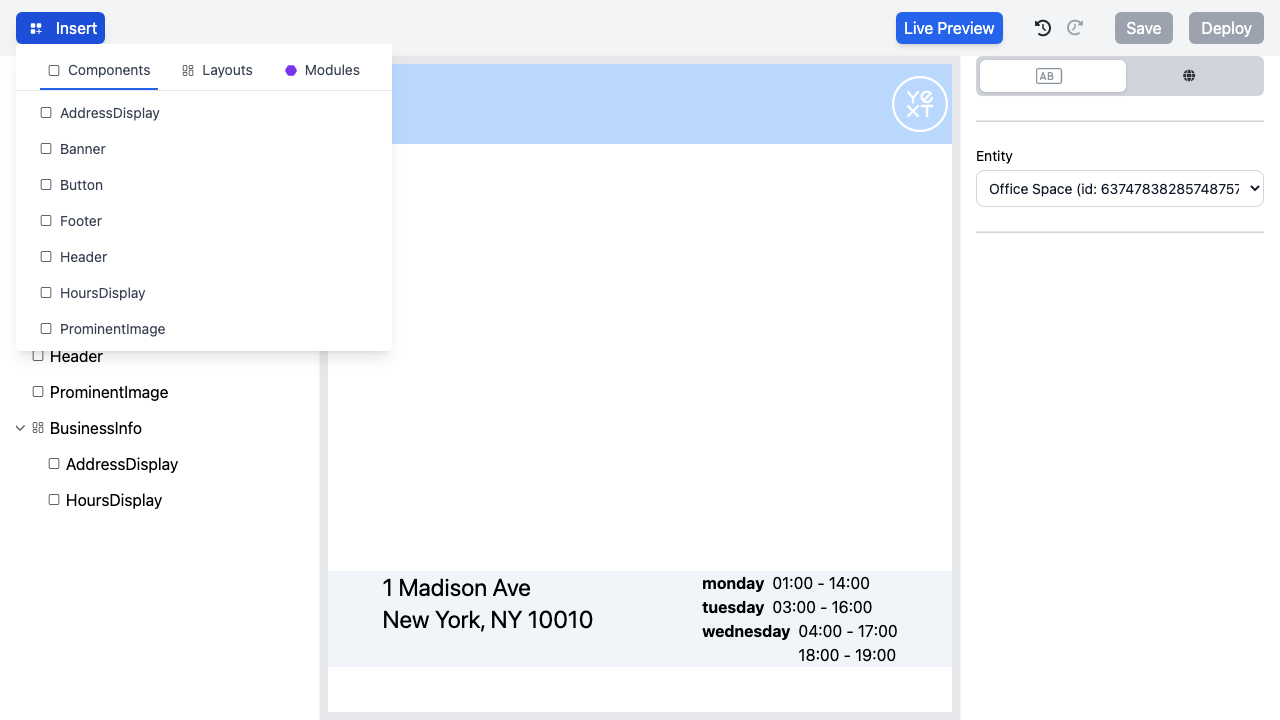 Insert
Live Preview
Save
Deploy
Components
Layouts
Modules
AddressDisplay
Banner
Button
Footer
Header
HoursDisplay
ProminentImage
Header
ProminentImage
BusinessInfo
AddressDisplay
HoursDisplay
YEXT
1 Madison Ave
New York, NY 10010
monday 01:00 - 14:00
tuesday 03:00 - 16:00
wednesday 04:00 - 17:00
18:00 - 19:00
AB
Entity
Office Space (id: 63747838285748757